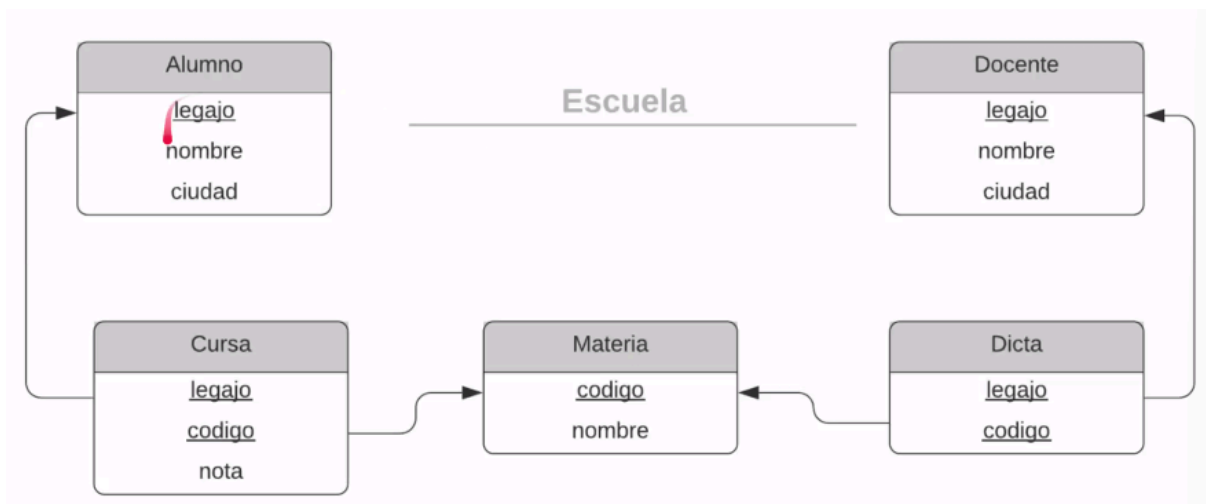 Escuela
Alumno
legajo
nombre
ciudad
Docente
legajo
nombre
ciudad
Cursa
legajo
codigo
nota
Materia
codigo
nombre
Dicta
legajo
codigo